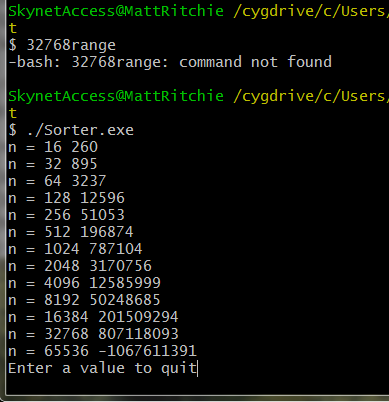 SkynetAccess@MattRitchie /cygdrive/c/Users/
t
$ 32768range
-bash: 32768range: command not found
SkynetAccess@MattRitchie /cygdrive/c/Users/
t
$ ./Sorter.exe
n = 16 260
n = 32 895
n = 64 3237
n = 128 12596
n = 256 51053
n = 512 196874
n = 1024 787104
n = 2048 3170756
n = 4096 12585999
n = 8192 50248685
n = 16384 201509294
n = 32768 807118093
n = 65536 -1067611391
Enter a value to quit